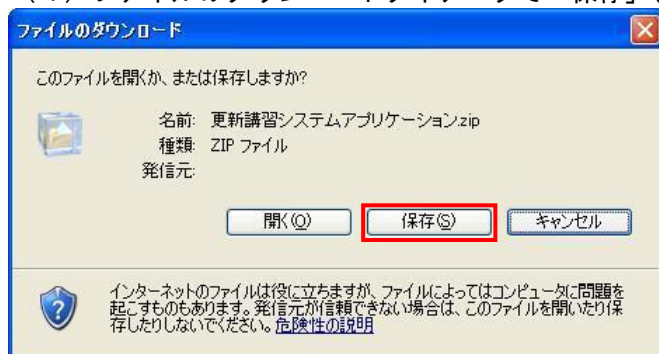 ファイルのダウンロード
このファイルを開くか、または保存しますか?
名前: 更新講習システムアプリケーション.zip
種類: ZIP ファイル
発信元:
開く(O) 保存(S) キャンセル
インターネットのファイルは役に立ちますが、ファイルによってはコンピュータに問題を
起こすものもあります。発信元が信頼できない場合は、このファイルを開いたり保
存したりしないでください。危険性の説明